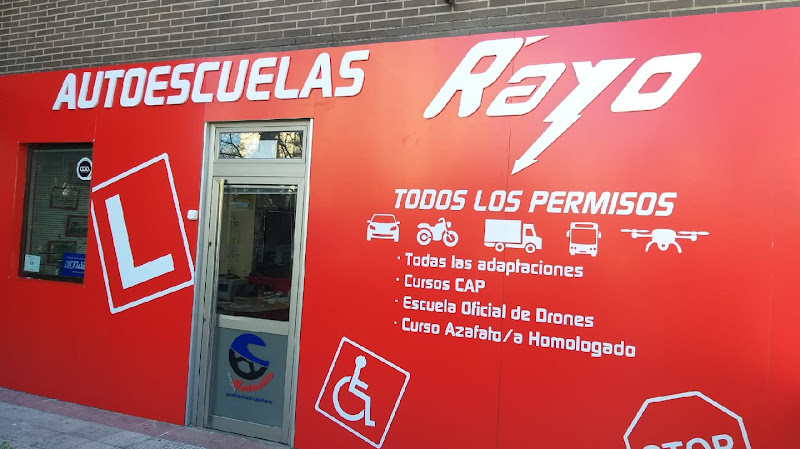 AUTOESCUELAS Rayo
L
TODOS LOS PERMISOS
· Todas las adaptaciones
· Cursos CAP
· Escuela Oficial de Drones
· Curso Azafato/a Homologado
STOP